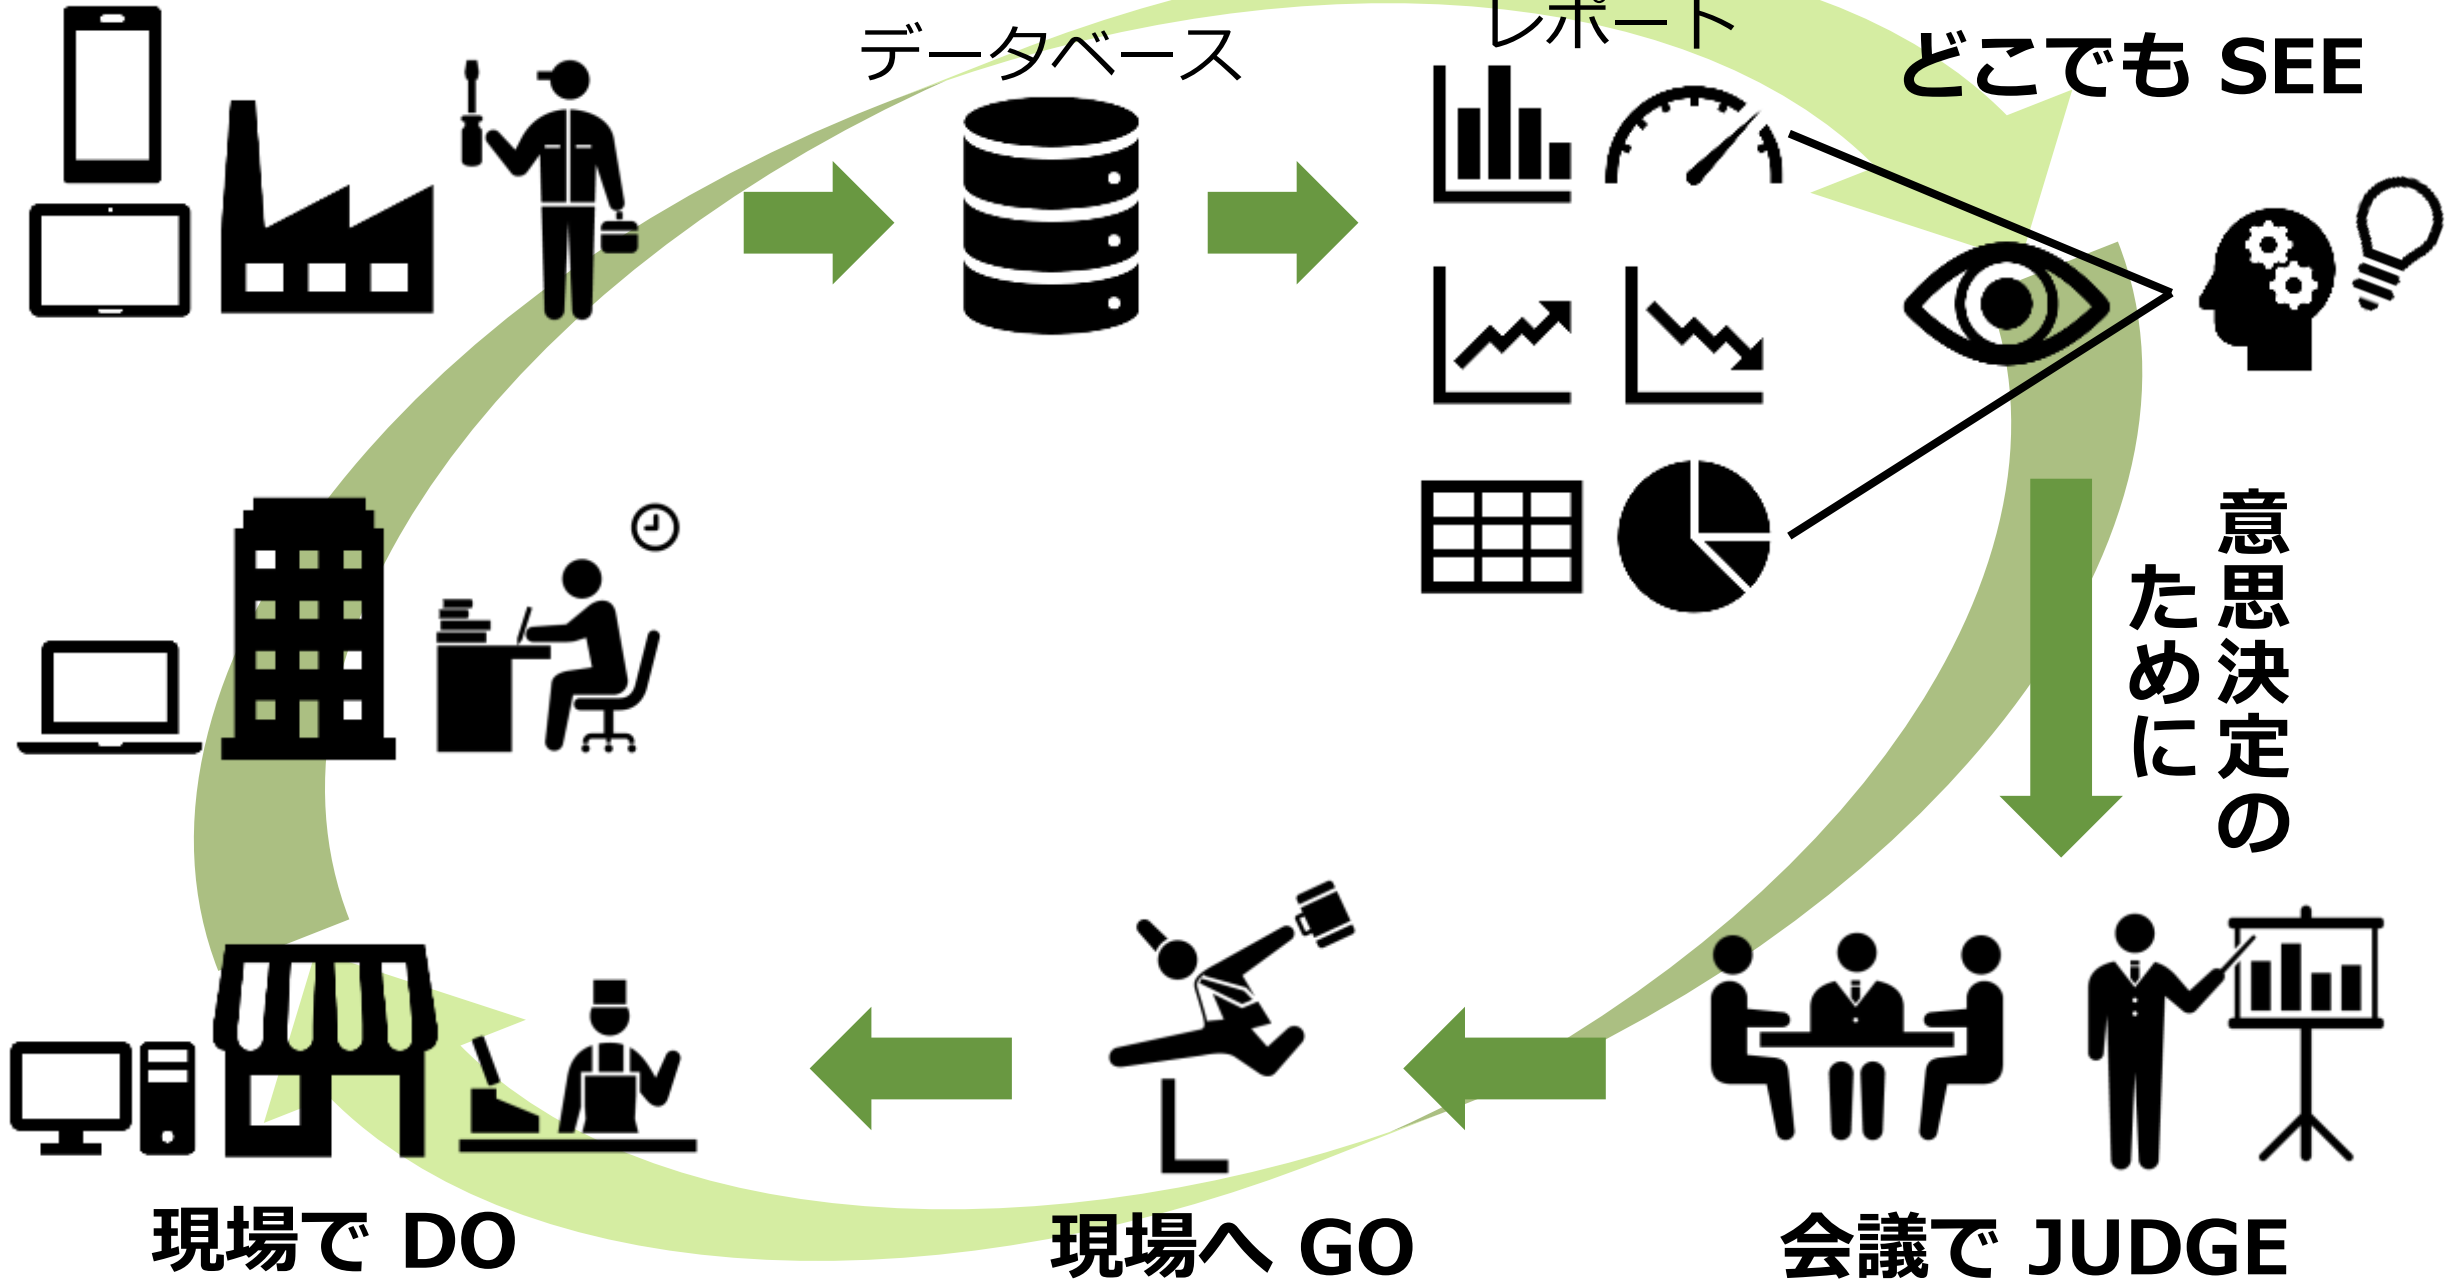 データベース
レポート
どこでも SEE
意思決定の
ために
現場で DO
現場へ GO
会議で JUDGE